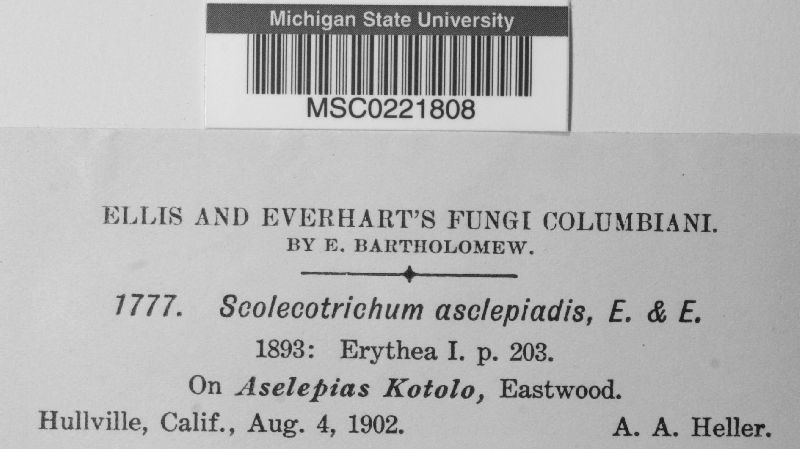 Michigan State University
MSC0221808
ELLIS AND EVERHART'S FUNGI COLUMBIANI.
BY E. BARTHOLOMEW.
1777. Scolecotrichum asclepiadis, E. & E.
1893: Erythea I. p. 203.
On Aselepias Kotolo, Eastwood.
Hullville, Calif., Aug. 4, 1902. A. A. Heller.